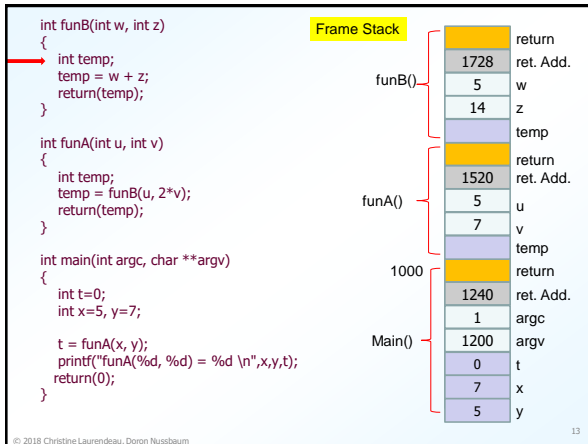 int funB(int w, int z)
{
int temp;
temp = w + z;
return(temp);
}
int funA(int u, int v)
{
int temp;
temp = funB(u, 2*v);
return(temp);
}
int main(int argc, char **argv)
{
int t=0;
int x=5, y=7;
t = funA(x, y);
printf("funA(%d, %d) = %d \n",x,y,t);
return(0);
}
Frame Stack
funB()
return
1728 ret. Add.
5 w
14 z
temp
funA()
return
1520 ret. Add.
5 u
7 v
temp
1000 return
Main()
1240 ret. Add.
1 argc
1200 argv
0 t
7 x
5 y
© 2018 Christine Laurendeau, Doron Nussbaum
13